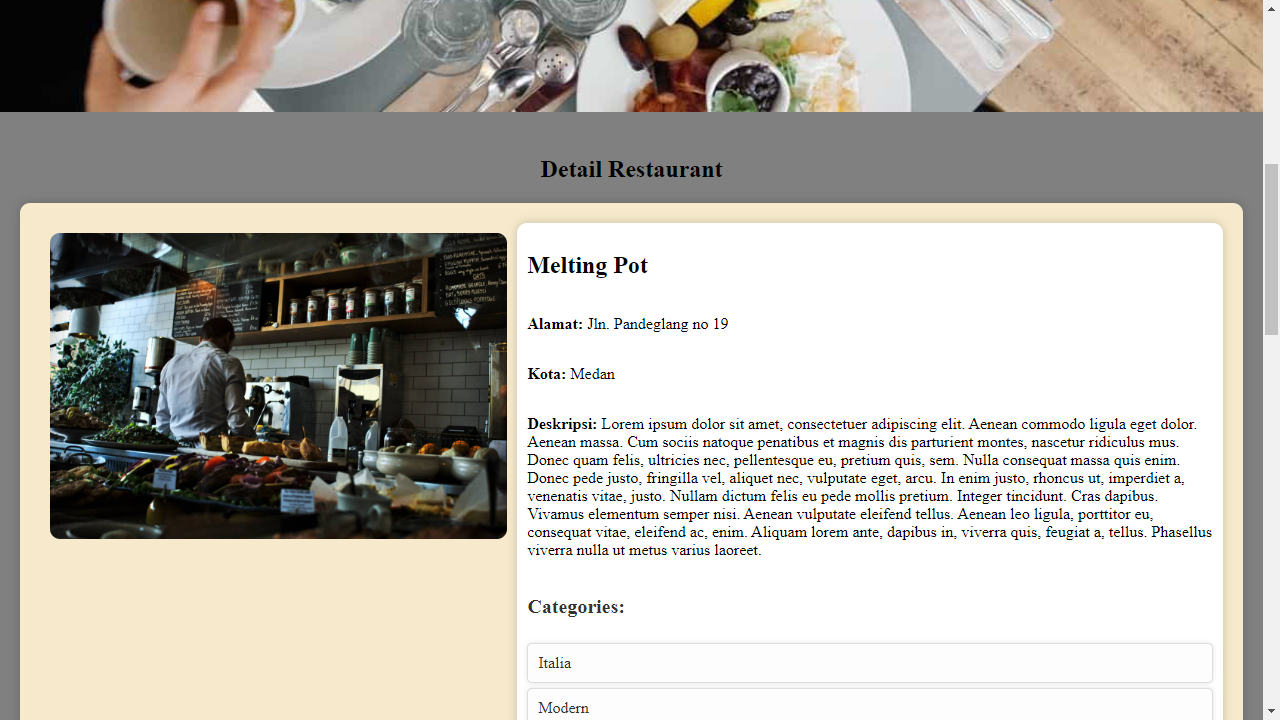 Detail Restaurant
Melting Pot
Alamat: Jln. Pandeglang no 19
Kota: Medan
Deskripsi: Lorem ipsum dolor sit amet, consectetuer adipiscing elit. Aenean commodo ligula eget dolor.
Aenean massa. Cum sociis natoque penatibus et magnis dis parturient montes, nascetur ridiculus mus.
Donec quam felis, ultricies nec, pellentesque eu, pretium quis, sem. Nulla consequat massa quis enim.
Donec pede justo, fringilla vel, aliquet nec, vulputate eget, arcu. In enim justo, rhoncus ut, imperdiet a,
venenatis vitae, justo. Nullam dictum felis eu pede mollis pretium. Integer tincidunt. Cras dapibus.
Vivamus elementum semper nisi. Aenean vulputate eleifend tellus. Aenean leo ligula, porttitor eu,
consequat vitae, eleifend ac, enim. Aliquam lorem ante, dapibus in, viverra quis, feugiat a, tellus. Phasellus
viverra nulla ut metus varius laoreet.
Categories:
Italia
Modern